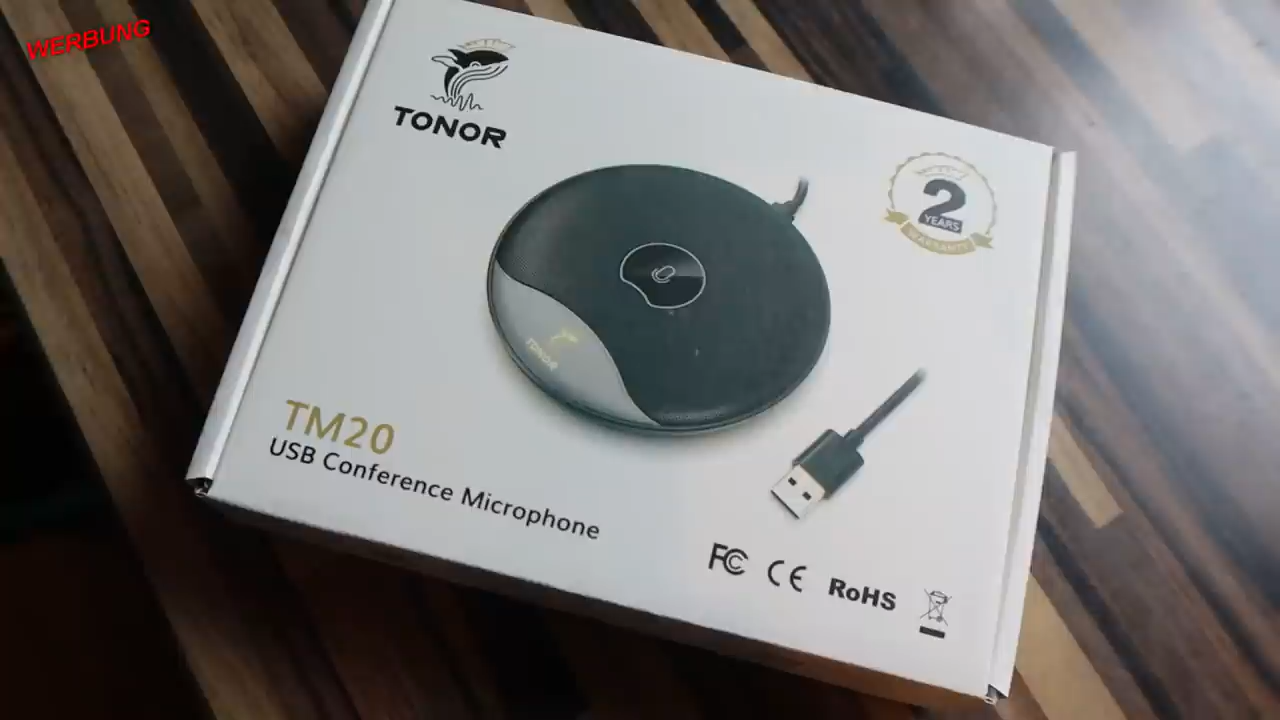 WERBUNG
TONOR
2
YEARS
WARRANTY
TONOR
TM20
USB Conference Microphone
FC CE RoHS